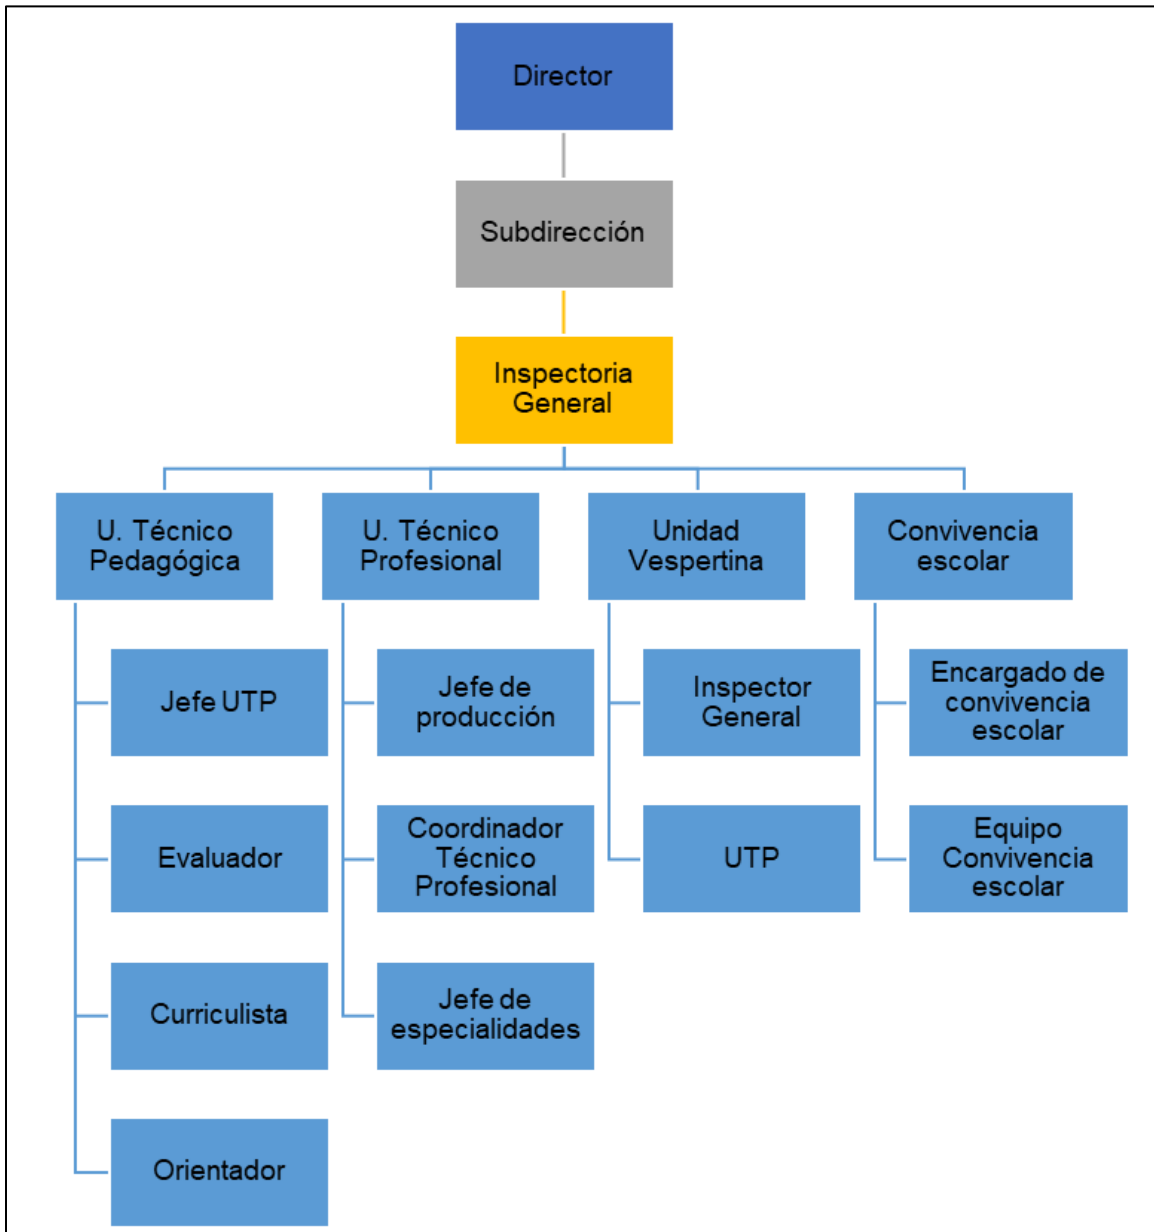 Director
Subdirección
Inspectoria
General
U. Técnico
Pedagógica
U. Técnico
Profesional
Unidad
Vespertina
Convivencia
escolar
Jefe UTP
Jefe de
producción
Inspector
General
Encargado de
convivencia
escolar
Evaluador
Coordinador
Técnico
Profesional
UTP
Equipo
Convivencia
escolar
Curriculista
Jefe de
especialidades
Orientador